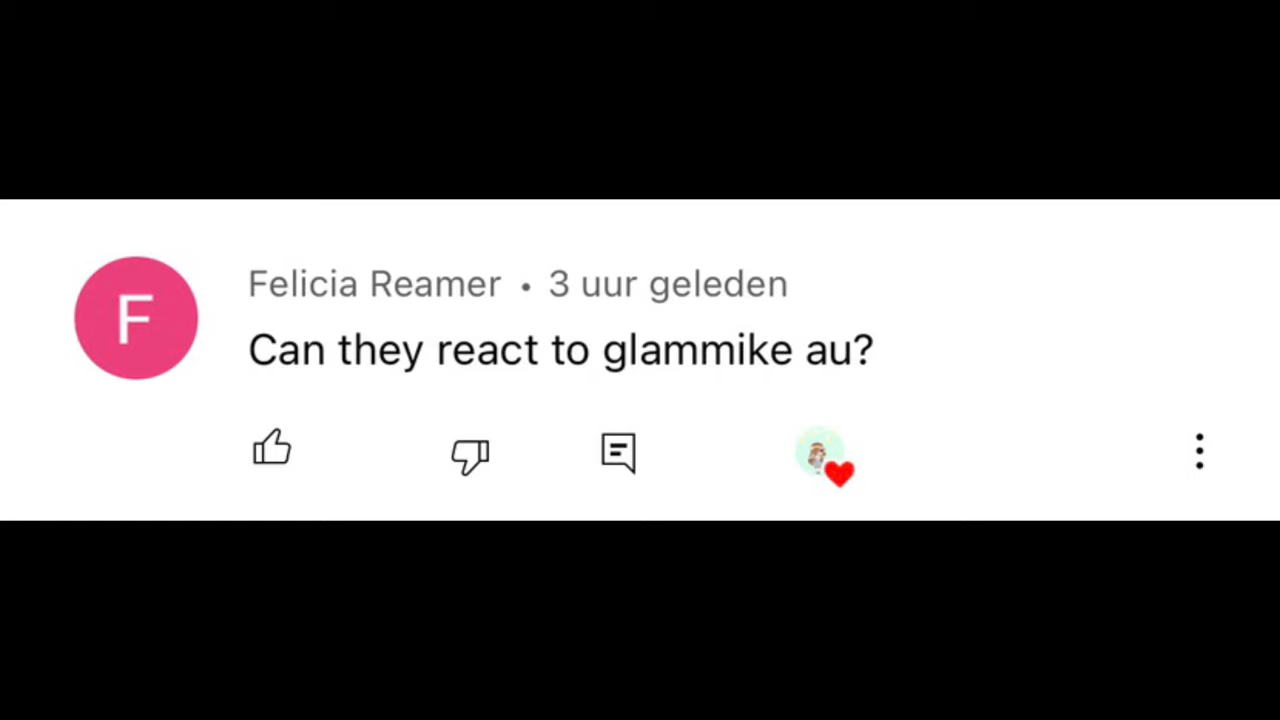 F
Felicia Reamer • 3 uur geleden
Can they react to glammike au?